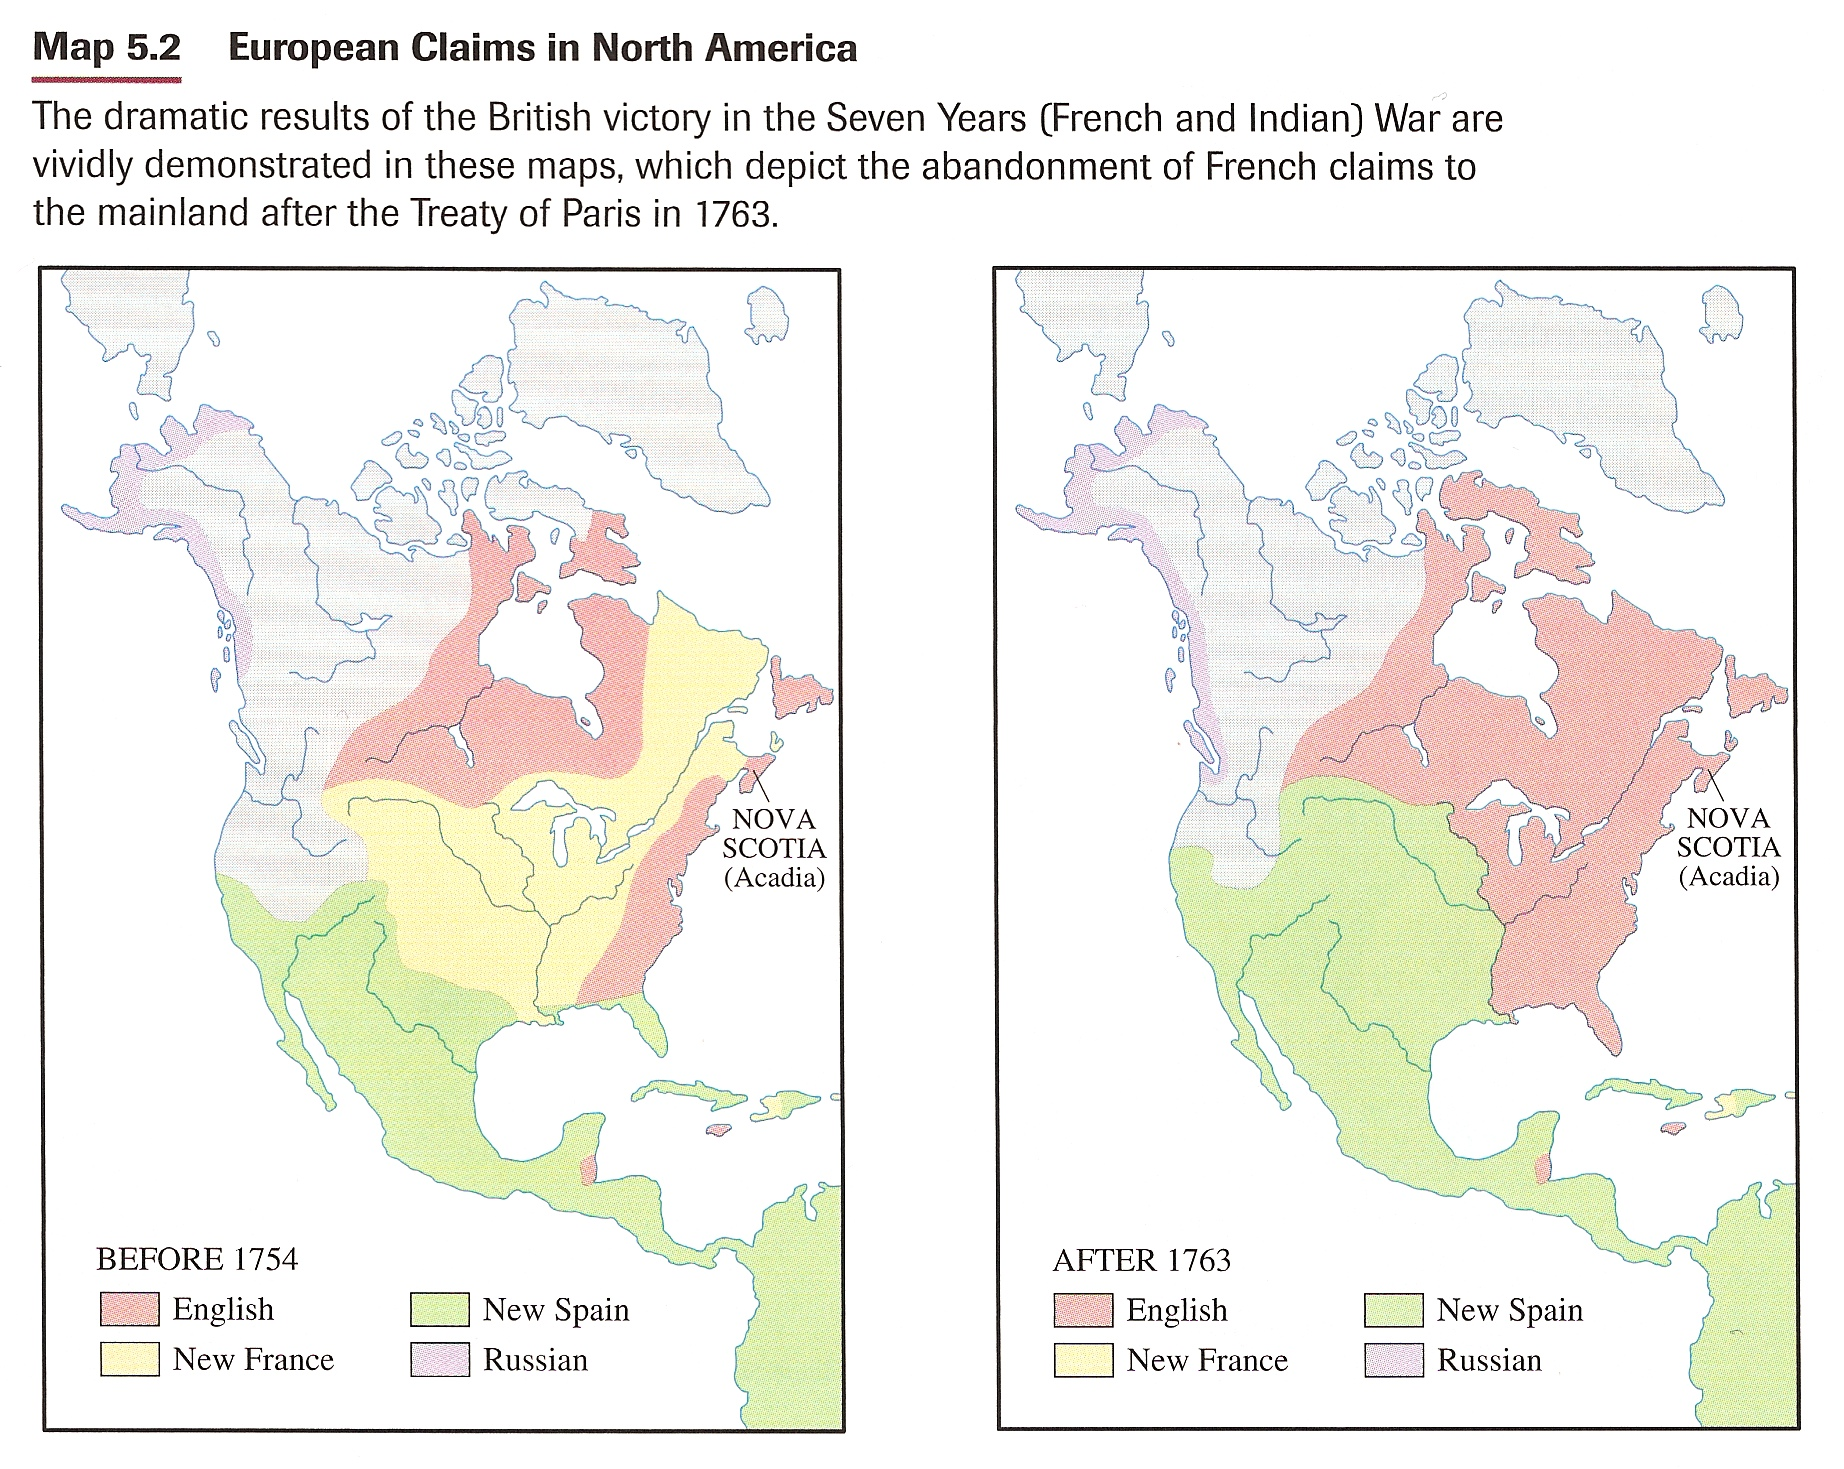 Map 5.2 European Claims in North America
The dramatic results of the British victory in the Seven Years (French and Indian) War are
vividly demonstrated in these maps, which depict the abandonment of French claims to
the mainland after the Treaty of Paris in 1763.
NOVA
SCOTIA
(Acadia)
BEFORE 1754
English
New Spain
New France
Russian
NOVA
SCOTIA
(Acadia)
AFTER 1763
English
New Spain
New France
Russian